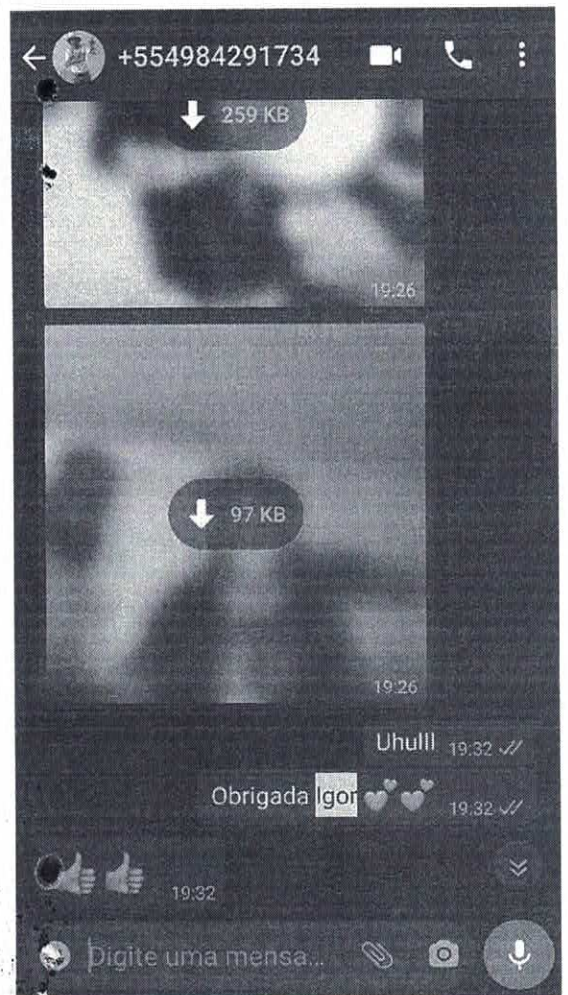 +554984291734
259 KB
19:26
97 KB
19:26
Uhulll 19:32
Obrigada Igor 💕💕 19:32
👍👍 19:32
Digite uma mensa...